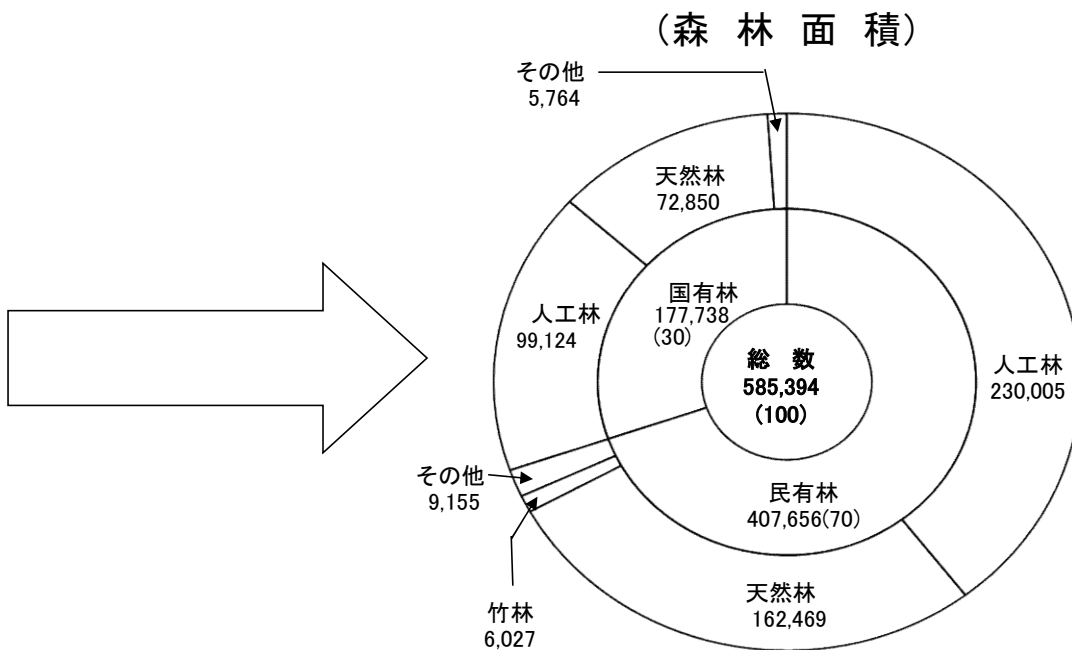 (森 林 面 積)
その他
5,764
天然林
72,850
国有林
177,738
(30)
人工林
99,124
総 数
585,394
(100)
人工林
230,005
その他
9,155
民有林
407,656(70)
天然林
162,469
竹林
6,027